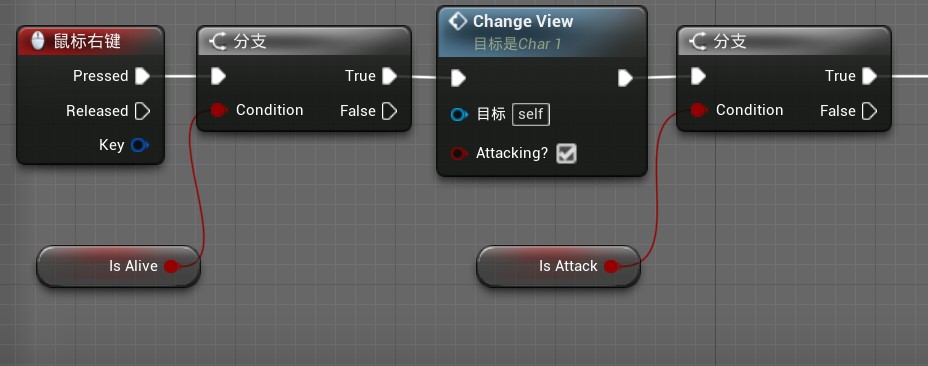 鼠标右键
Pressed
Released
Key
分支
True
Condition
False
Change View
目标是Char 1
目标 self
Attacking?
分支
True
Condition
False
Is Alive
Is Attack